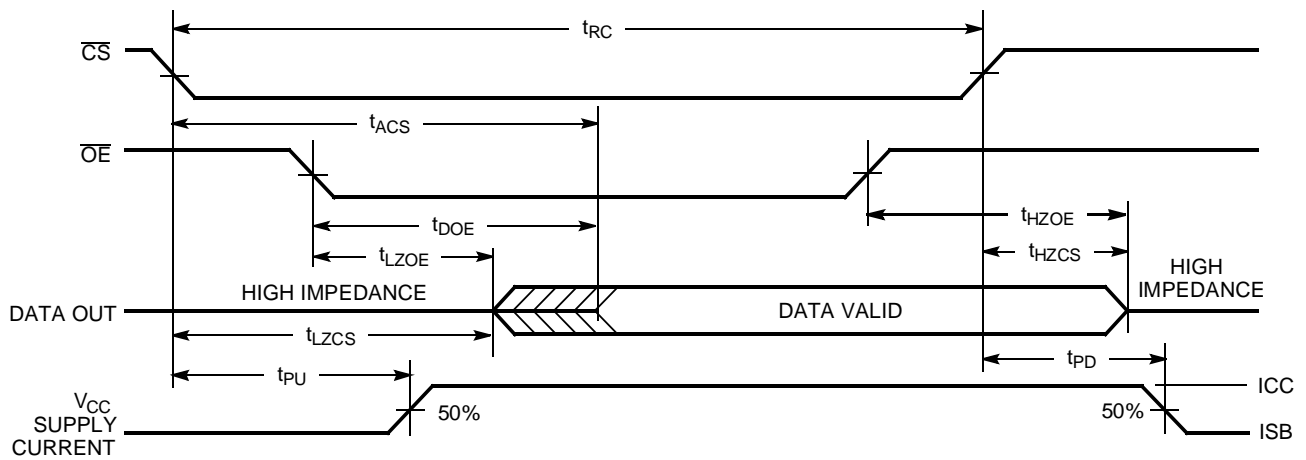 tRC
CS
tACS
OE
tDOE
tHZOE
tLZOE
tHZCS
HIGH IMPEDANCE
HIGH
IMPEDANCE
DATA OUT
DATA VALID
tLZCS
tPU
tPD
VCC
SUPPLY
CURRENT
50%
50%
ICC
ISB